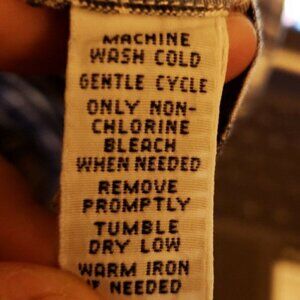 MACHINE
WASH COLD
GENTLE CYCLE
ONLY NON-
CHLORINE
BLEACH
WHEN NEEDED
REMOVE
PROMPTLY
TUMBLE
DRY LOW
WARM IRON
IF NEEDED